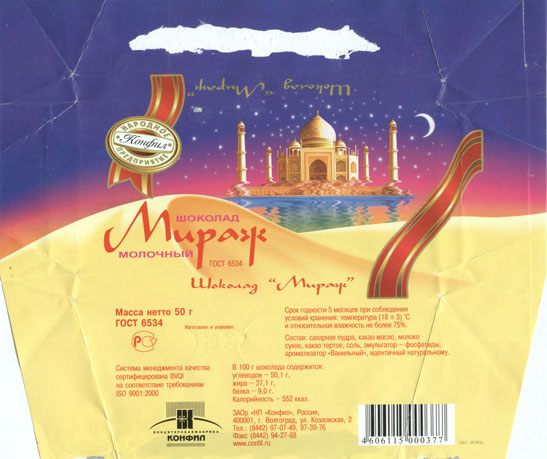 Шоколад "Мираж"
НАРОДНОЕ
Конфил
ПРЕДПРИЯТИЕ
ШОКОЛАД
Мираж
МОЛОЧНЫЙ
ГОСТ 6534
Шоколад "Мираж"
Масса нетто 50 г
ГОСТ 6534
Изготовлен и упакован:
Срок годности 5 месяцев при соблюдении
условий хранения: температура (18 ± 3) °C
и относительная влажность не более 75%.
Состав: сахарная пудра, какао масло, молоко
сухое, какао тертое, соль, эмульгатор – фосфатиды,
ароматизатор «Ванильный», идентичный натуральному.
Система менеджмента качества
сертифицирована BVQI
на соответствие требованиям
ISO 9001:2000
В 100 г шоколада содержится:
углеводов – 50,1 г,
жира – 37,1 г,
белка – 9,0 г.
Калорийность – 552 ккал.
КОНДИТЕРСКАЯ ФАБРИКА
КОНФИЛ
ЗАОр «НП «Конфил», Россия,
400001, г. Волгоград, ул. Козловская, 2
Тел.: (8442) 97-07-49, 97-39-76
Факс (8442) 94-27-88
www.confil.ru
4 606115 000377